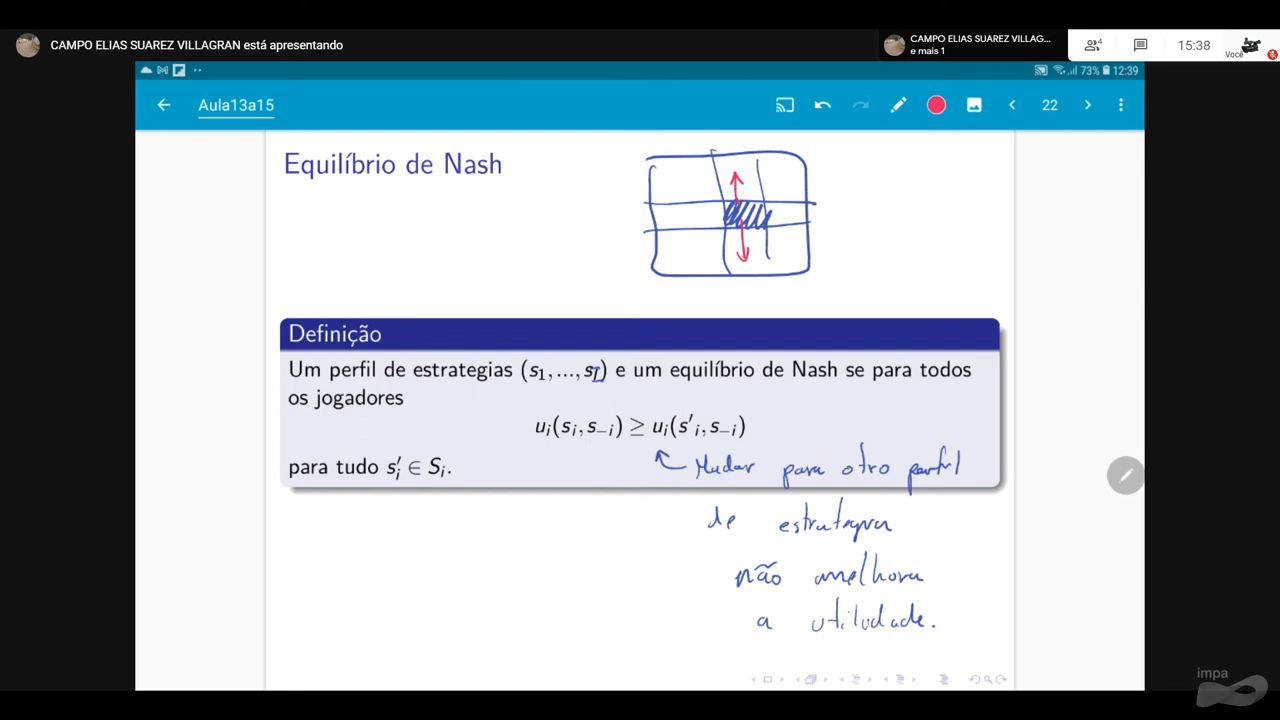 CAMPO ELIAS SUAREZ VILLAGRAN está apresentando
CAMPO ELIAS SUAREZ VILLAG...
e mais 1
4
15:38
Você
73% 12:39
Aula13a15
22
Equilíbrio de Nash
Definição
Um perfil de estrategias (s₁, ..., s_I) e um equilíbrio de Nash se para todos
os jogadores
uᵢ(sᵢ, s₋ᵢ) ≥ uᵢ(s′ᵢ, s₋ᵢ)
para tudo s′ᵢ ∈ Sᵢ.
Mudar para otro perfil
de estrategia
não melhora
a utilidade.
impa